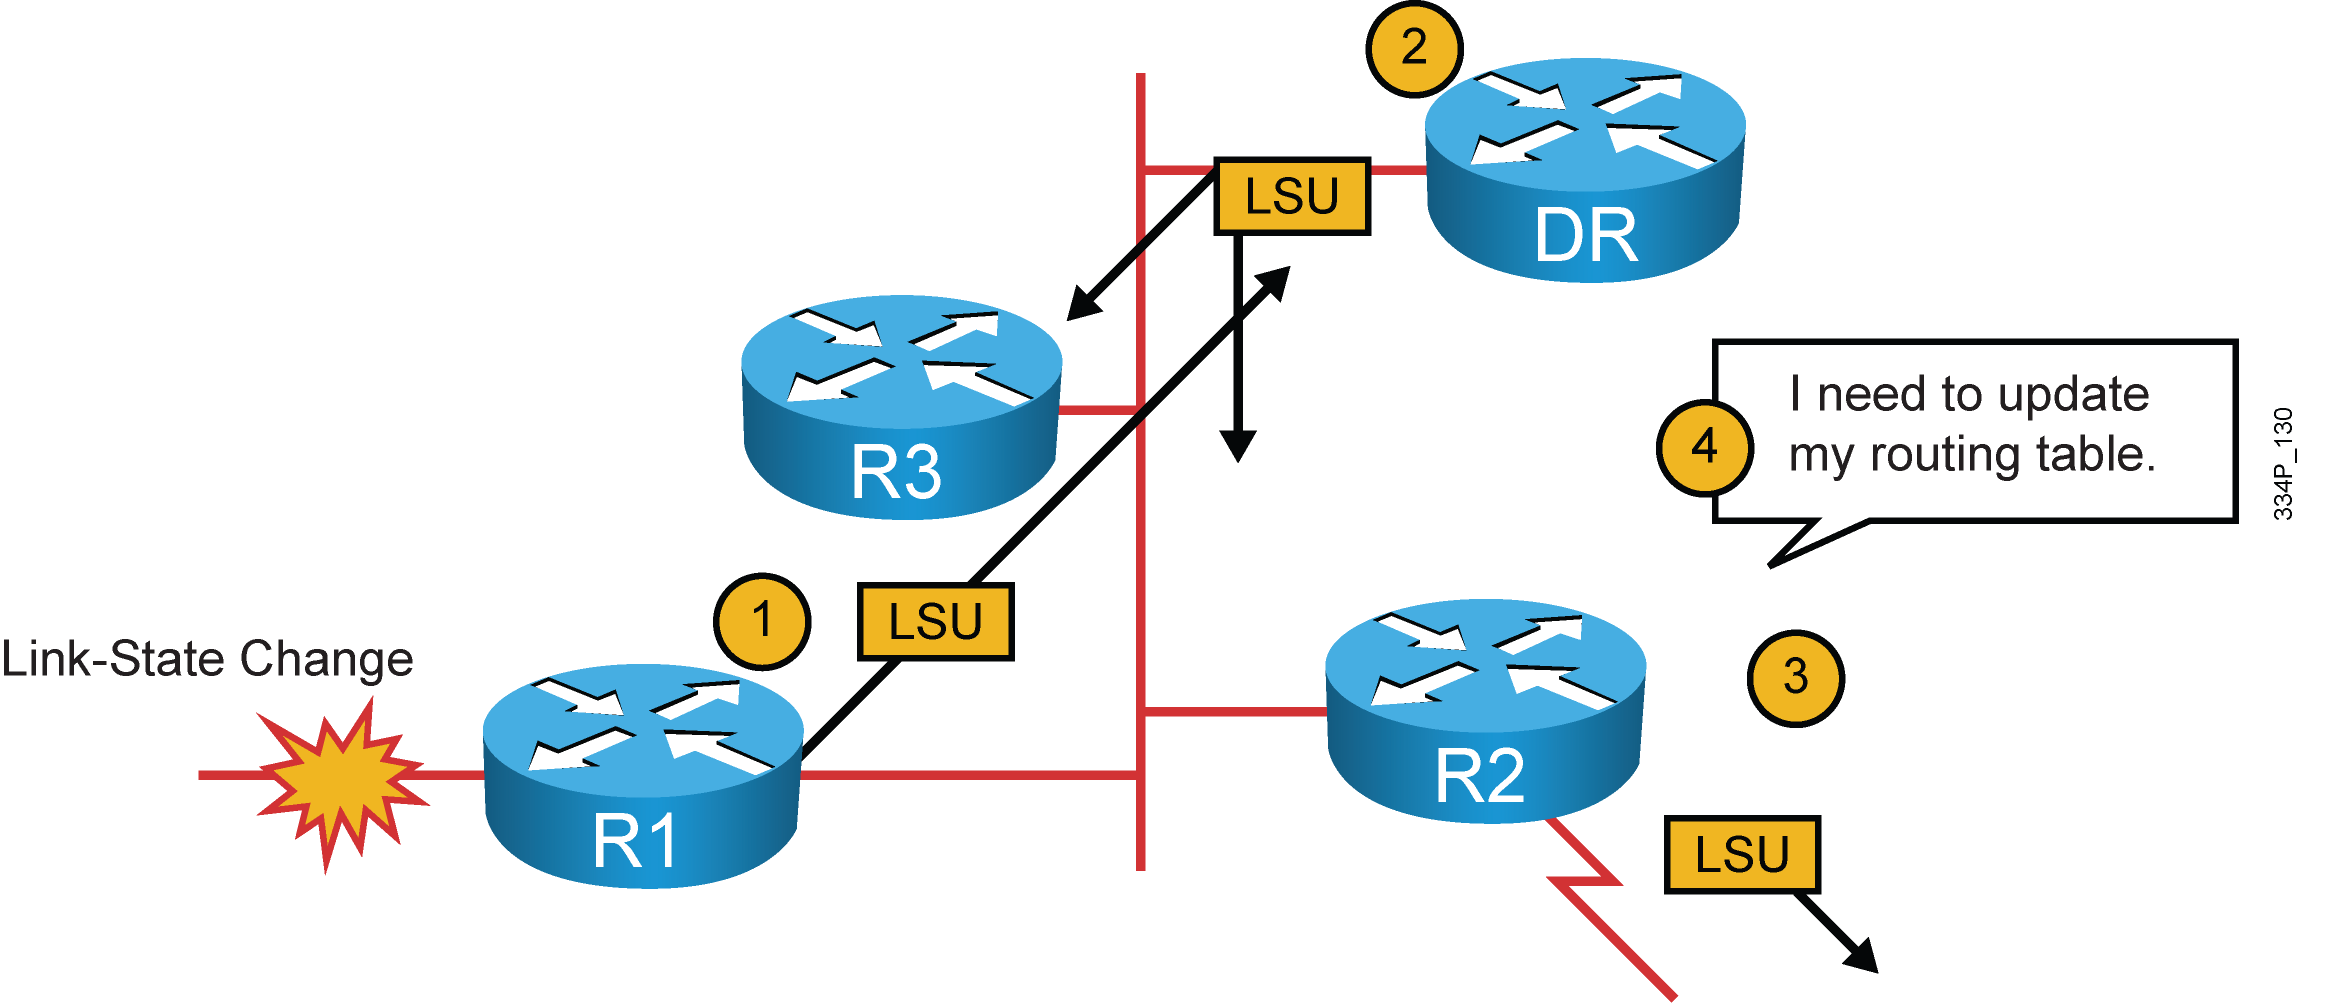 2
LSU
DR
R3
I need to update
my routing table.
4
334P_130
1
LSU
Link-State Change
3
R2
R1
LSU